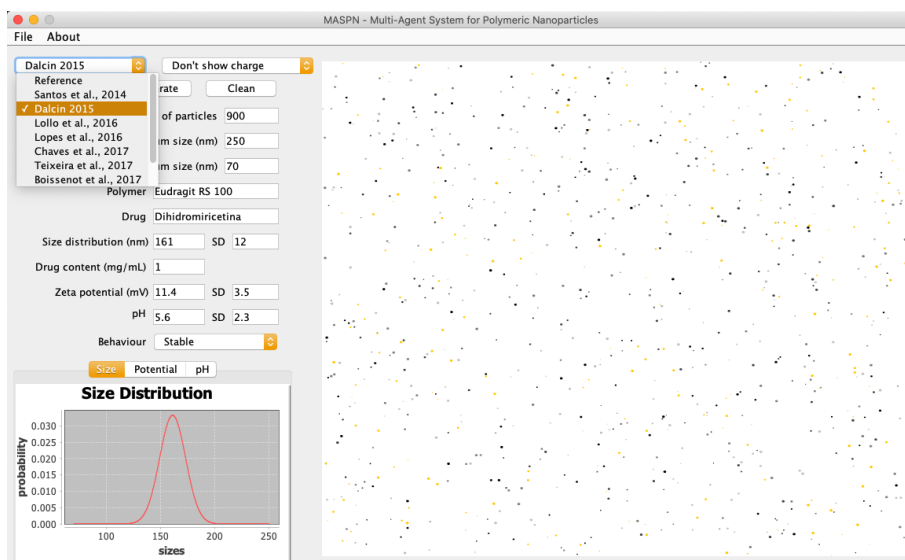 MASPN - Multi-Agent System for Polymeric Nanoparticles
File About
Dalcin 2015 Don't show charge
Reference
Santos et al., 2014
✓ Dalcin 2015
Lollo et al., 2016
Lopes et al., 2016
Chaves et al., 2017
Teixeira et al., 2017
Boissenot et al., 2017
rate Clean
of particles 900
um size (nm) 250
um size (nm) 70
Polymer Eudragit RS 100
Drug Dihidromiricetina
Size distribution (nm) 161 SD 12
Drug content (mg/mL) 1
Zeta potential (mV) 11.4 SD 3.5
pH 5.6 SD 2.3
Behaviour Stable
Size Potential pH
Size Distribution
probability
0.030
0.025
0.020
0.015
0.010
0.005
0.000
100 150 200 250
sizes